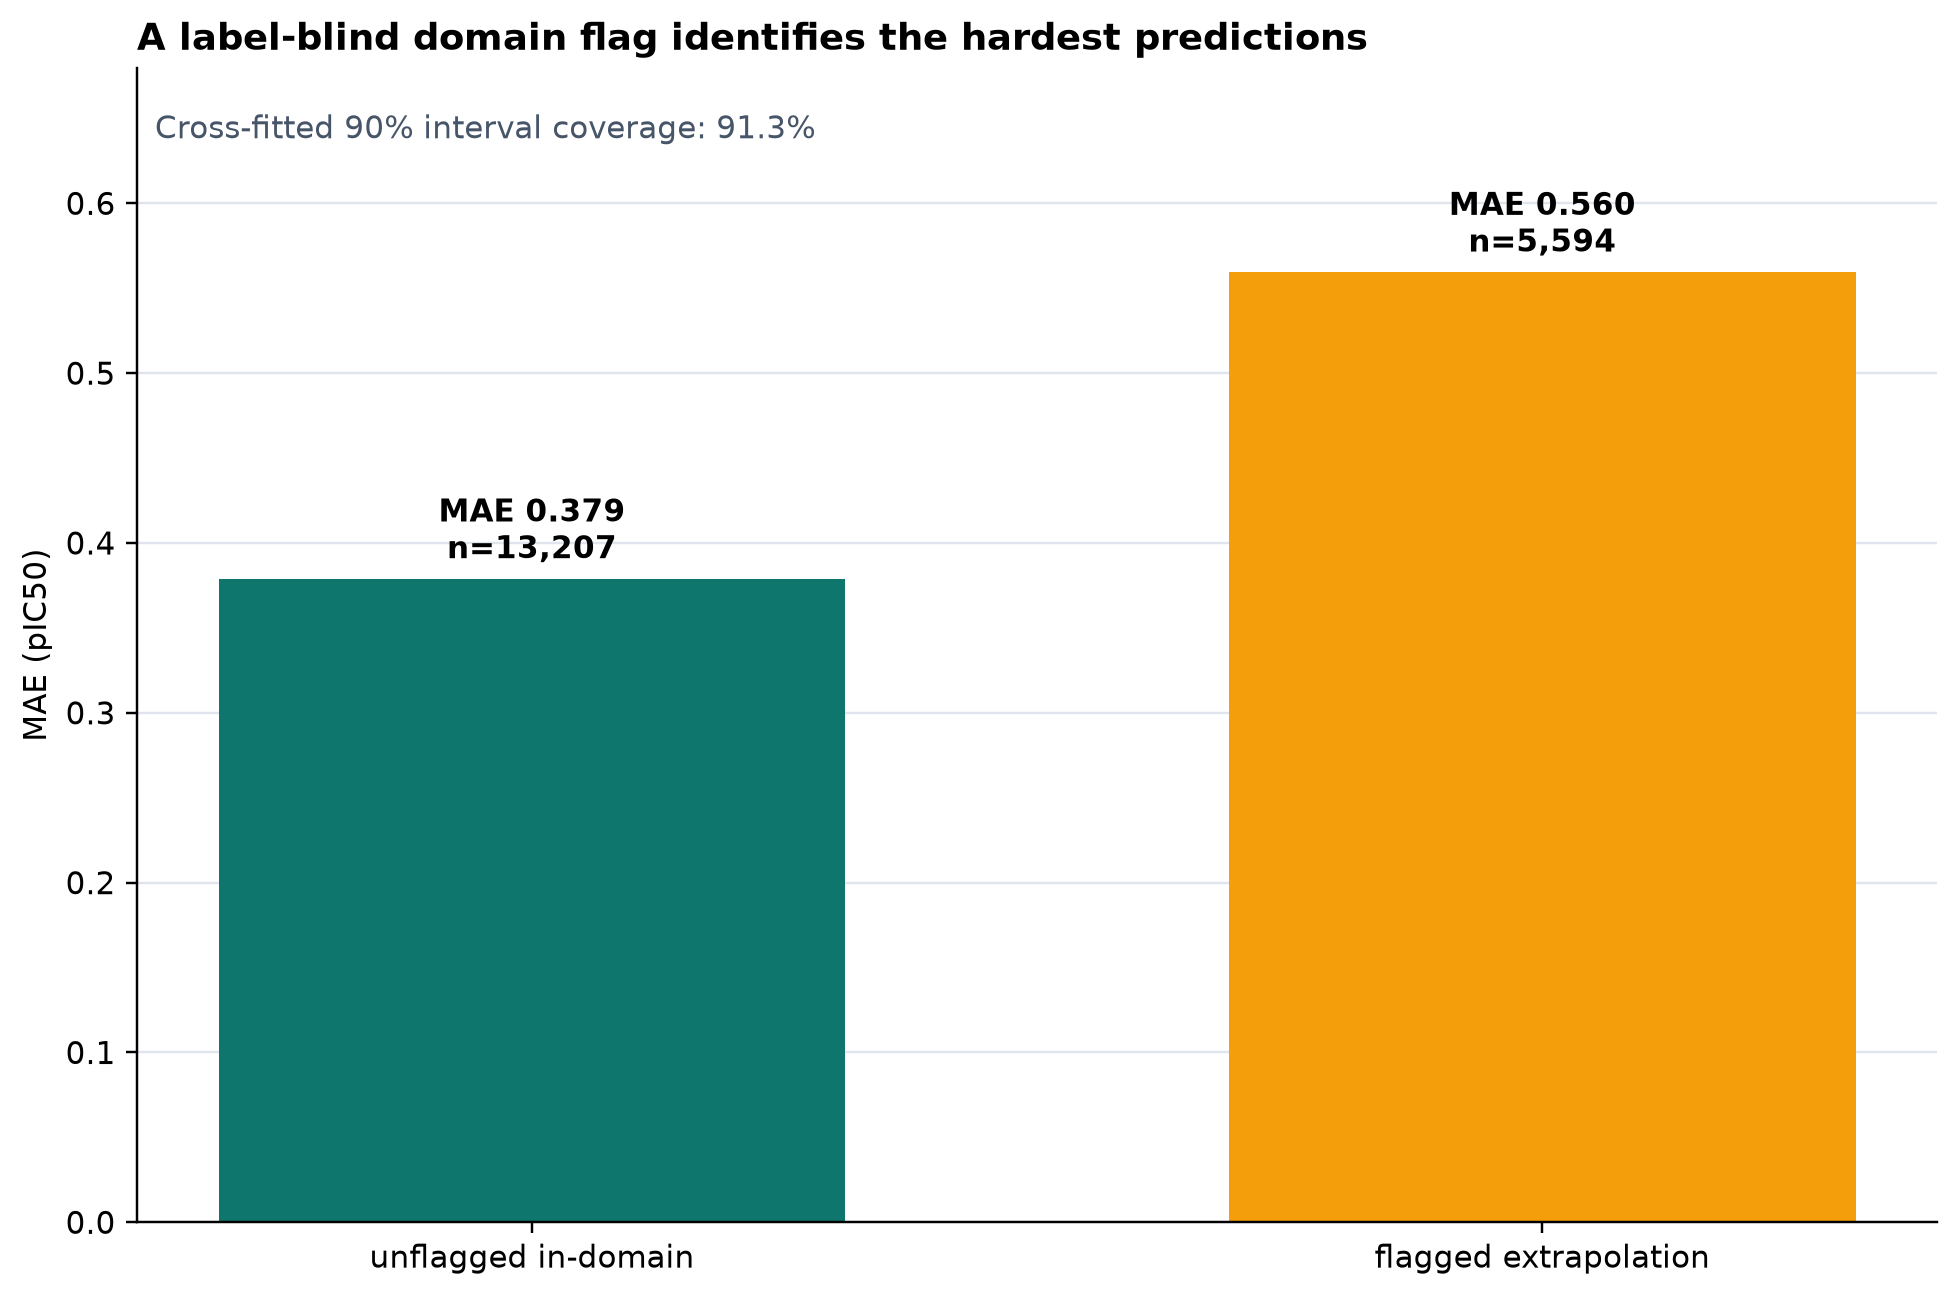 A label-blind domain flag identifies the hardest predictions
Cross-fitted 90% interval coverage: 91.3%
MAE 0.560
n=5,594
MAE 0.379
n=13,207
MAE (pIC50)
0.6
0.5
0.4
0.3
0.2
0.1
0.0
unflagged in-domain
flagged extrapolation